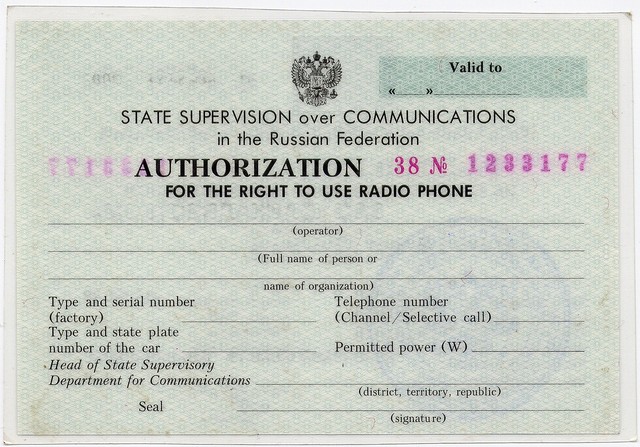 Valid to
« »
STATE SUPERVISION over COMMUNICATIONS
in the Russian Federation
AUTHORIZATION 38 № 1233177
FOR THE RIGHT TO USE RADIO PHONE
(operator)
(Full name of person or
name of organization)
Type and serial number
(factory)
Telephone number
(Channel/Selective call)
Type and state plate
number of the car
Permitted power (W)
Head of State Supervisory
Department for Communications
(district, territory, republic)
Seal
(signature)